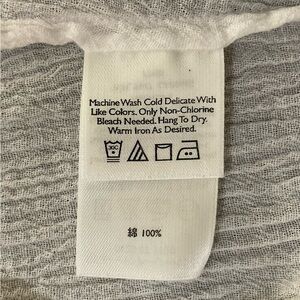 Machine Wash Cold Delicate With
Like Colors. Only Non-Chlorine
Bleach Needed. Hang To Dry.
Warm Iron As Desired.
30C
綿 100%